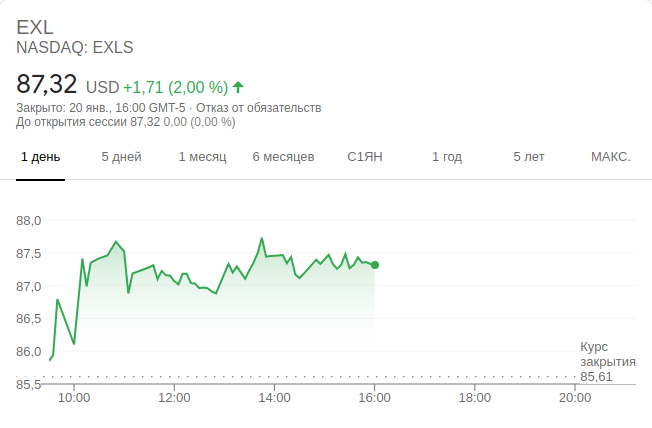 EXL
NASDAQ: EXLS
87,32 USD +1,71 (2,00 %)
Закрыто: 20 янв., 16:00 GMT-5 · Отказ от обязательств
До открытия сессии 87,32 0,00 (0,00 %)
1 день 5 дней 1 месяц 6 месяцев С1ЯН 1 год 5 лет МАКС.
88,0
87,5
87,0
86,5
86,0
85,5
Курс
закрытия
85,61
10:00 12:00 14:00 16:00 18:00 20:00